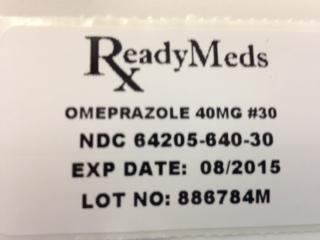 ReadyMeds
OMEPRAZOLE 40MG #30
NDC 64205-640-30
EXP DATE: 08/2015
LOT NO: 886784M